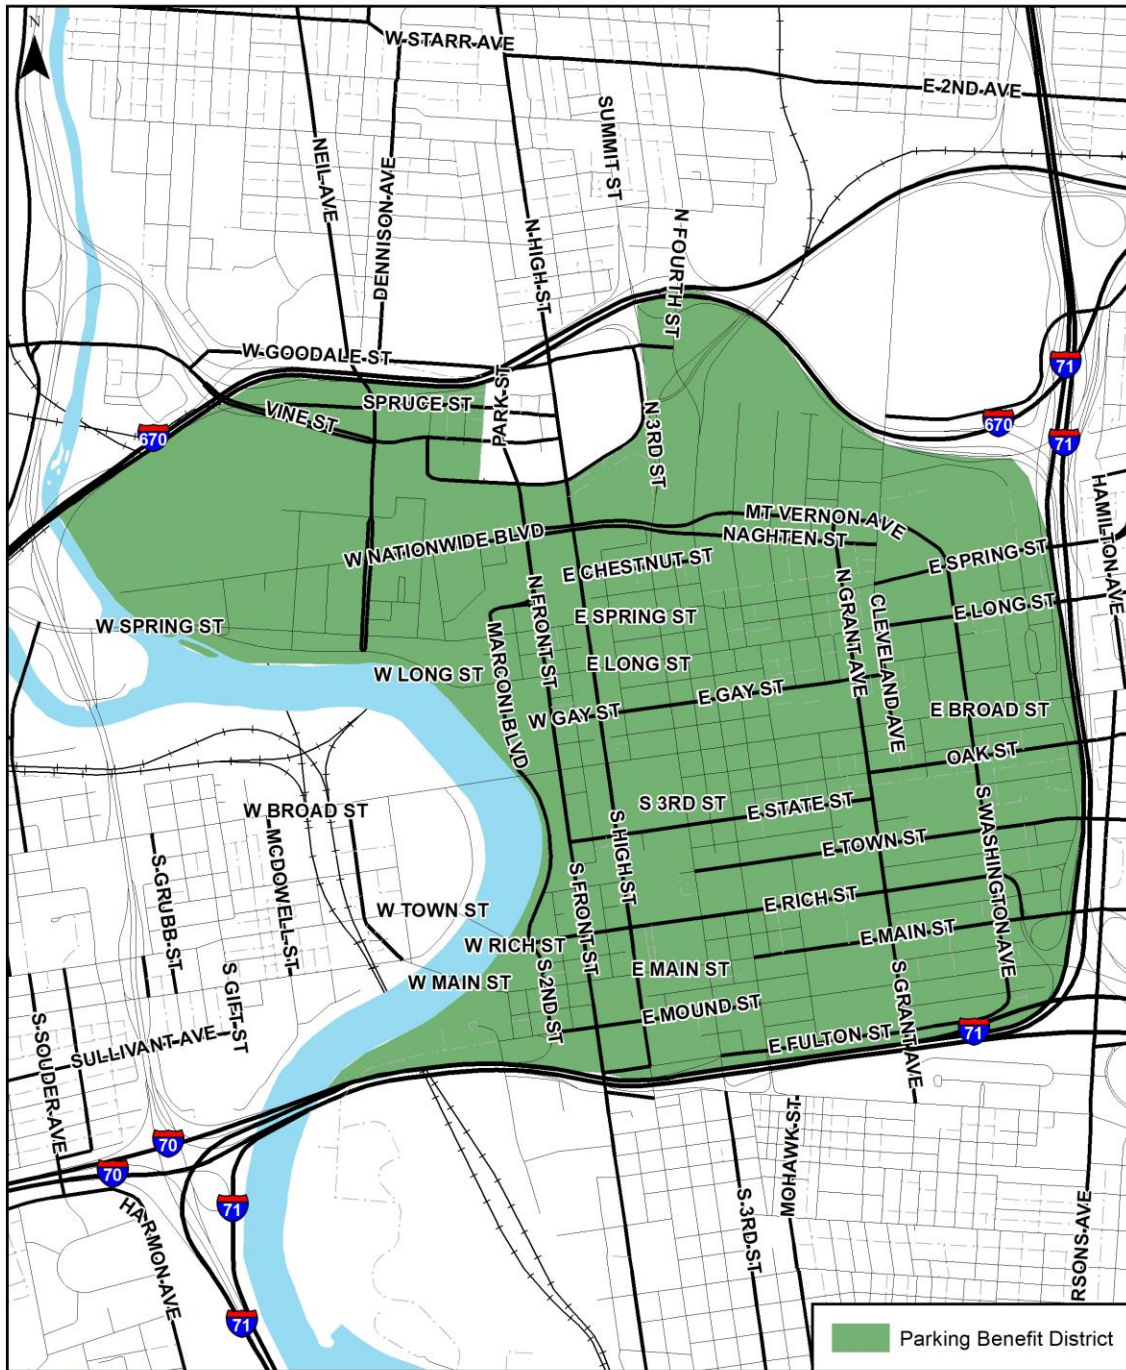 N
W STARR AVE
E 2ND AVE
SUMMIT ST
NEIL AVE
DENNISON AVE
N HIGH ST
N FOURTH ST
W GOODALE ST
71
PARK ST
SPRUCE ST
VINE ST
670
N 3RD ST
670
71
HAMILTON AVE
MT VERNON AVE
W NATIONWIDE BLVD
NAGHTEN ST
E SPRING ST
E CHESTNUT ST
N FRONT ST
N GRANT AVE
CLEVELAND AVE
E LONG ST
W SPRING ST
E SPRING ST
MARCONI BLVD
W LONG ST
E LONG ST
E GAY ST
W GAY ST
E BROAD ST
OAK ST
W BROAD ST
S 3RD ST
E STATE ST
S HIGH ST
S WASHINGTON AVE
E TOWN ST
MCDOWELL ST
S GRUBB ST
S FRONT ST
E RICH ST
W TOWN ST
W RICH ST
E MAIN ST
W MAIN ST
E MAIN ST
S 2ND ST
S GIFT ST
S GRANT AVE
E MOUND ST
SULLIVANT AVE
S SOUDER AVE
E FULTON ST
71
70
70
71
MOHAWK ST
S 3RD ST
HARMON AVE
RSONS AVE
71
Parking Benefit District